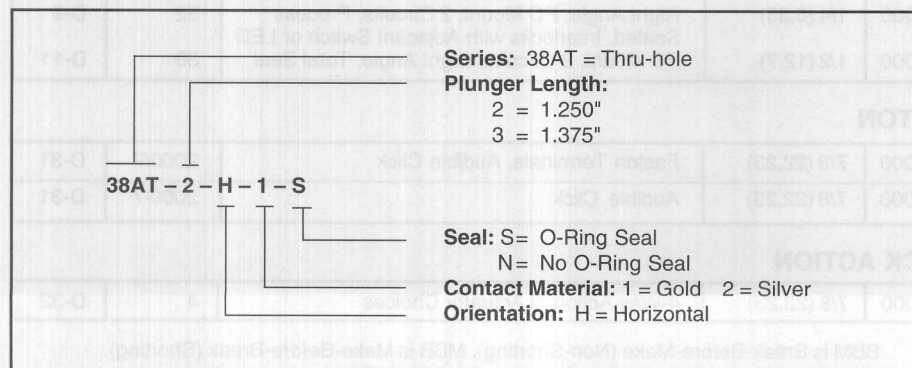 Series: 38AT = Thru-hole
Plunger Length:
2 = 1.250"
3 = 1.375"
38AT – 2 – H – 1 – S
Seal: S= O-Ring Seal
N= No O-Ring Seal
Contact Material: 1 = Gold 2 = Silver
Orientation: H = Horizontal